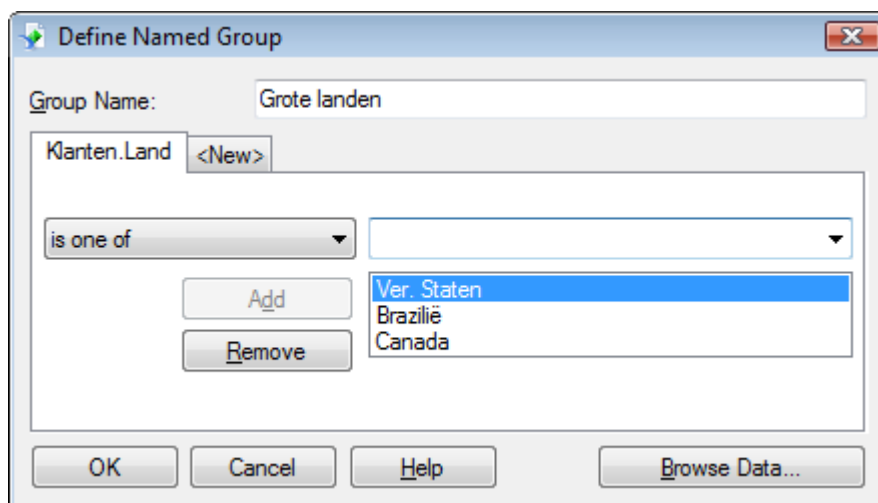 Define Named Group
Group Name: Grote landen
Klanten.Land <New>
is one of
Add Ver. Staten
Brazilië
Remove Canada
OK Cancel Help Browse Data...